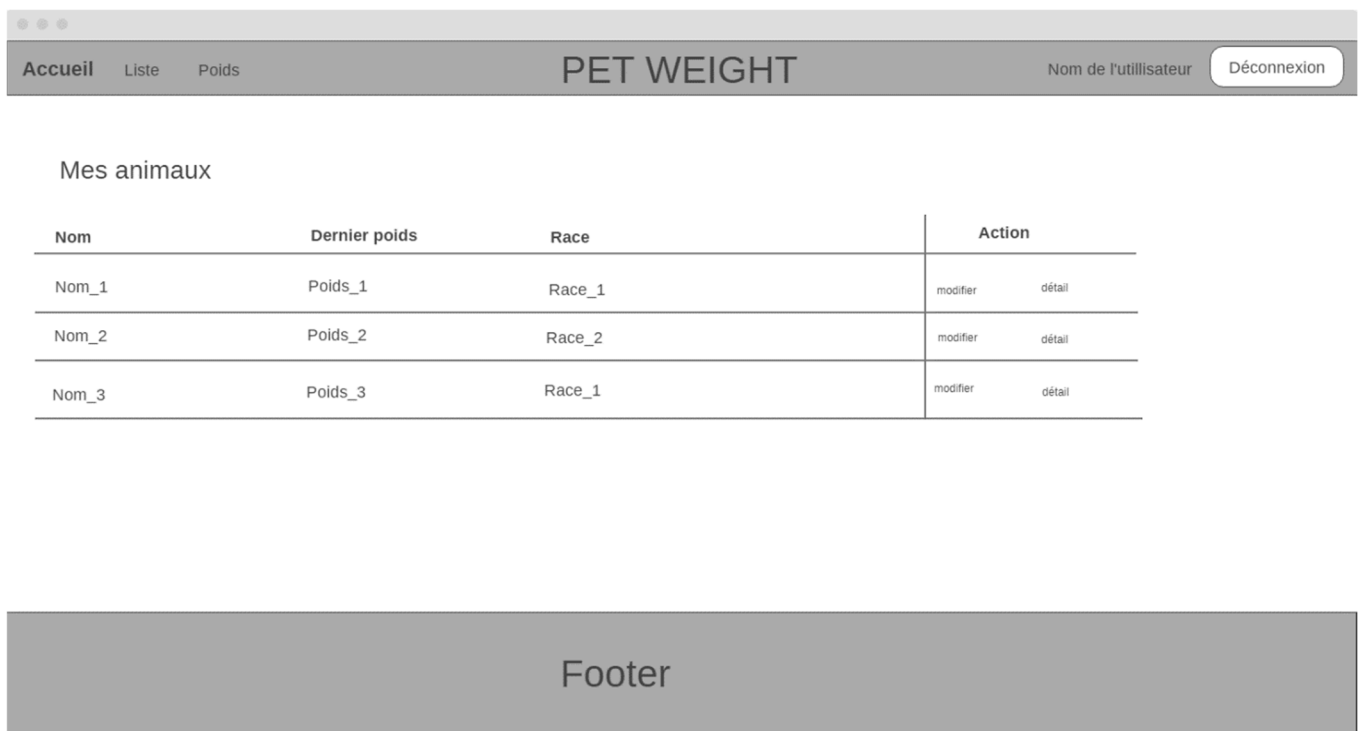 Accueil Liste Poids PET WEIGHT Nom de l'utillisateur Déconnexion
Mes animaux
Nom Dernier poids Race Action
Nom_1 Poids_1 Race_1 modifier détail
Nom_2 Poids_2 Race_2 modifier détail
Nom_3 Poids_3 Race_1 modifier détail
Footer